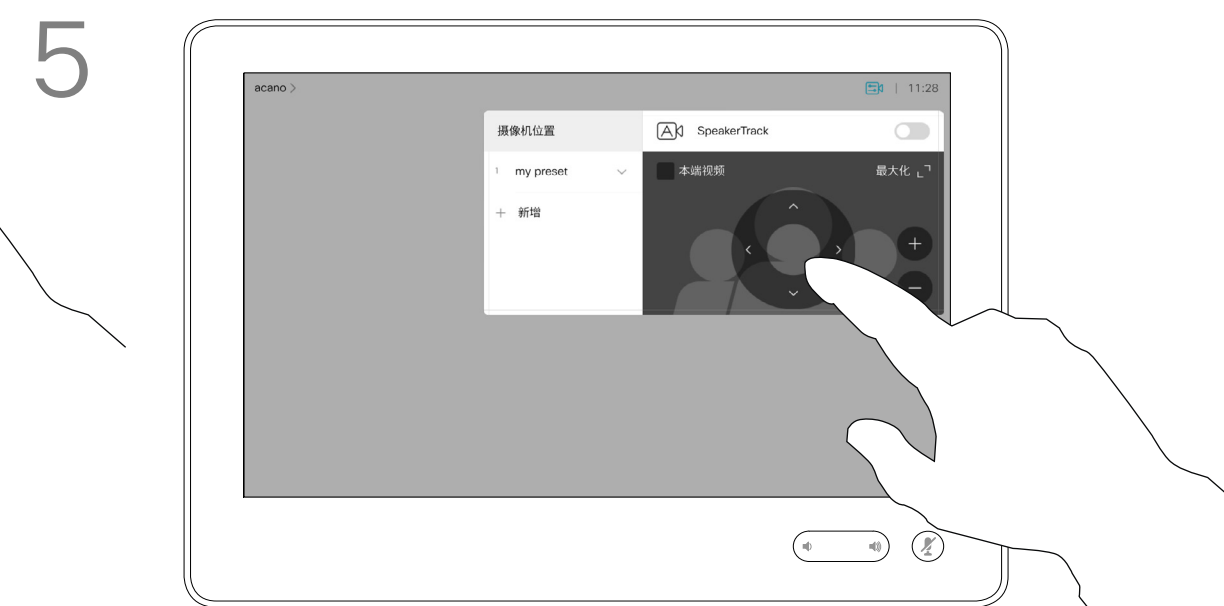 5
acano
11:28
摄像机位置
SpeakerTrack
1 my preset
本端视频
最大化
+ 新增